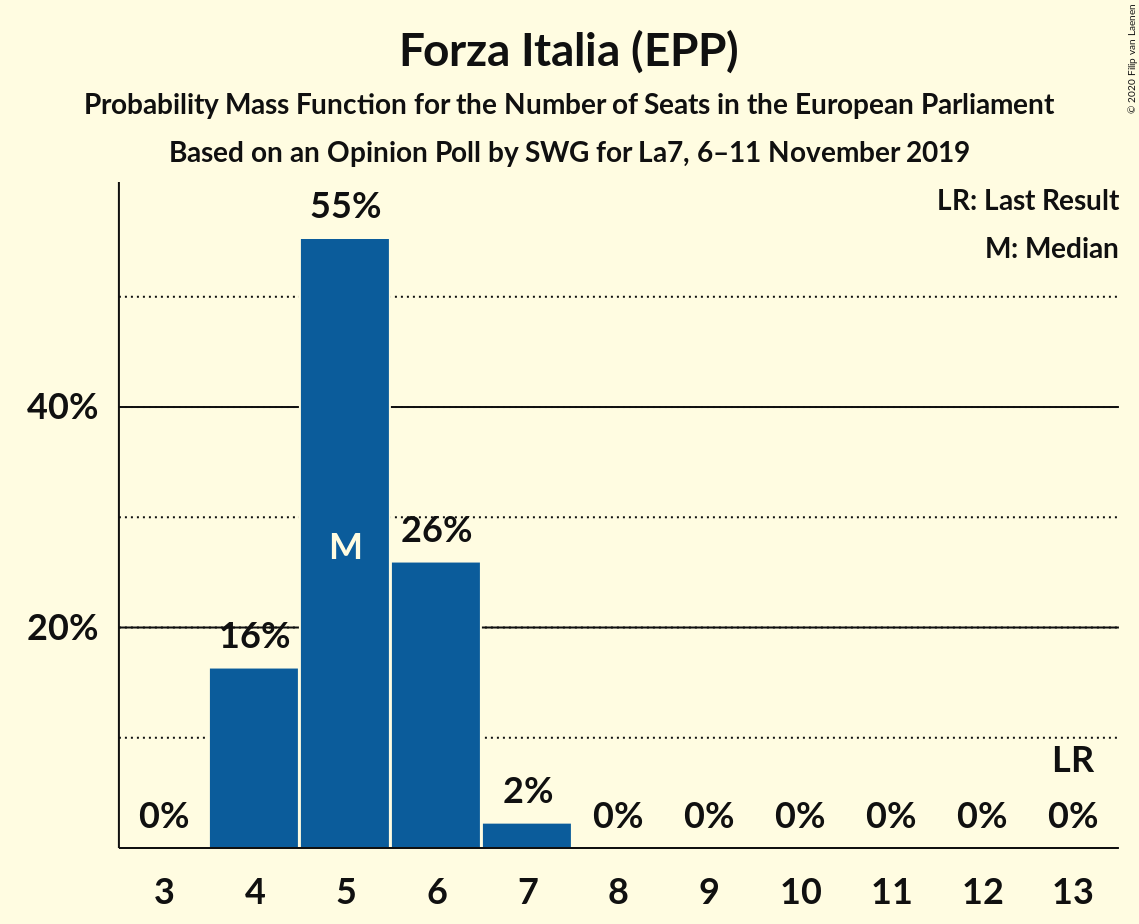 Forza Italia (EPP)
Probability Mass Function for the Number of Seats in the European Parliament
Based on an Opinion Poll by SWG for La7, 6–11 November 2019
© 2020 Filip van Laenen
LR: Last Result
M: Median
55%
40%
M
26%
20%
16%
LR
2%
0%
0%
0%
0%
0%
0%
0%
3 4 5 6 7 8 9 10 11 12 13